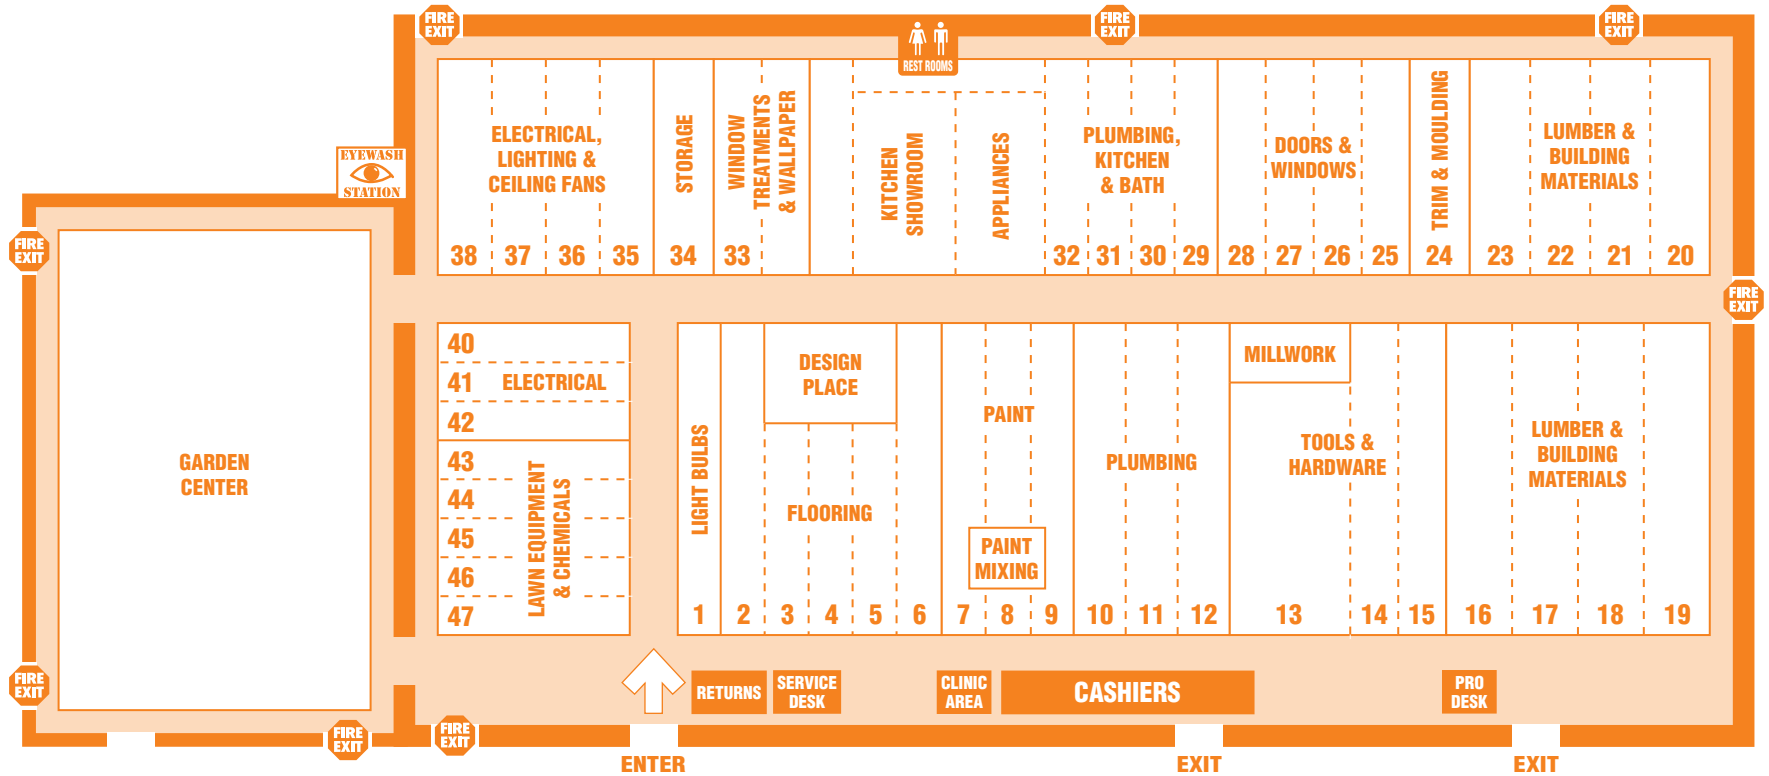 FIRE
EXIT
FIRE
EXIT
FIRE
EXIT
REST ROOMS
EYEWASH
STATION
ELECTRICAL,
LIGHTING &
CEILING FANS
STORAGE
WINDOW
TREATMENTS
& WALLPAPER
KITCHEN
SHOWROOM
APPLIANCES
PLUMBING,
KITCHEN
& BATH
DOORS &
WINDOWS
TRIM & MOULDING
LUMBER &
BUILDING
MATERIALS
38 37 36 35 34 33 32 31 30 29 28 27 26 25 24 23 22 21 20
FIRE
EXIT
FIRE
EXIT
40
41 ELECTRICAL
42
43
44
45
46
47
LAWN EQUIPMENT
& CHEMICALS
GARDEN
CENTER
LIGHT BULBS
DESIGN
PLACE
FLOORING
PAINT
PAINT
MIXING
PLUMBING
MILLWORK
TOOLS &
HARDWARE
LUMBER &
BUILDING
MATERIALS
1 2 3 4 5 6 7 8 9 10 11 12 13 14 15 16 17 18 19
FIRE
EXIT
RETURNS
SERVICE
DESK
CLINIC
AREA
CASHIERS
PRO
DESK
FIRE
EXIT
FIRE
EXIT
ENTER
EXIT
EXIT